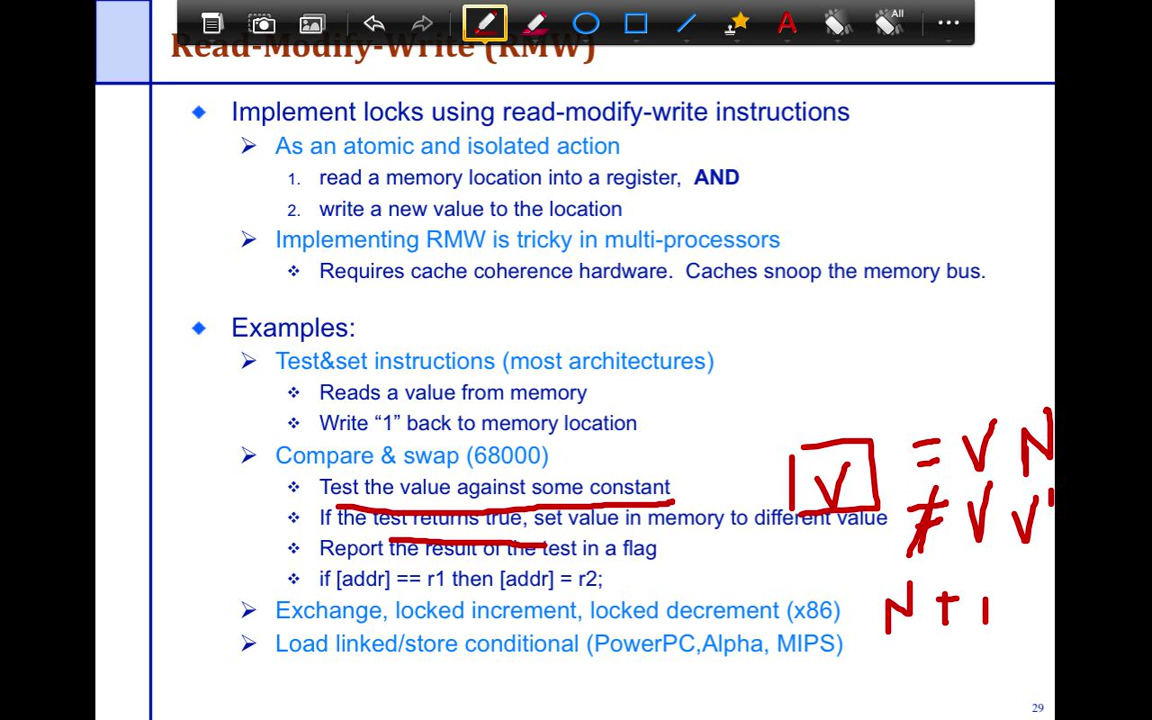 All
A
Read-Modify-Write (RMW)
Implement locks using read-modify-write instructions
As an atomic and isolated action
1. read a memory location into a register, AND
2. write a new value to the location
Implementing RMW is tricky in multi-processors
Requires cache coherence hardware. Caches snoop the memory bus.
Examples:
Test&set instructions (most architectures)
Reads a value from memory
Write “1” back to memory location
Compare & swap (68000)
= V N
Test the value against some constant
V
If the test returns true, set value in memory to different value
≠ V V'
Report the result of the test in a flag
if [addr] == r1 then [addr] = r2;
Exchange, locked increment, locked decrement (x86)
N + 1
Load linked/store conditional (PowerPC,Alpha, MIPS)
29